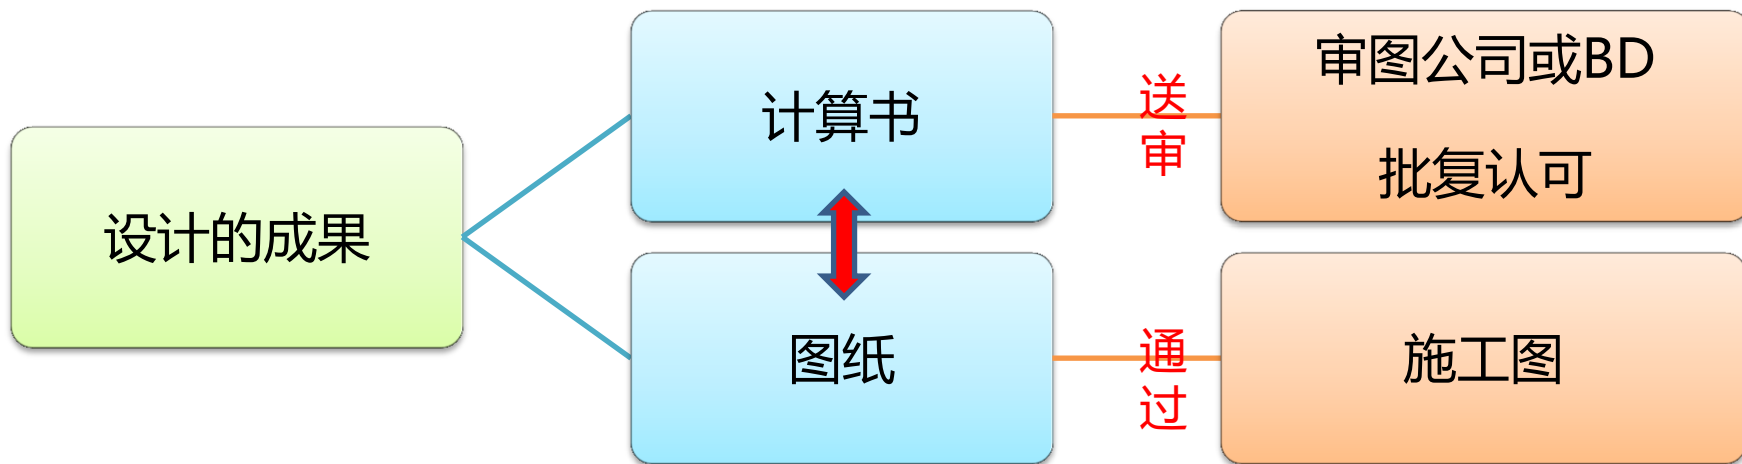 设计的成果
计算书
送
审
审图公司或BD
批复认可
图纸
通
过
施工图